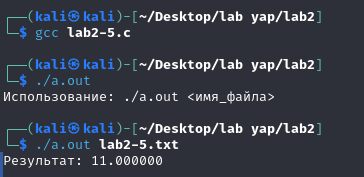 ┌──(kali㉿kali)-[~/Desktop/lab yap/lab2]
└─$ gcc lab2-5.c
┌──(kali㉿kali)-[~/Desktop/lab yap/lab2]
└─$ ./a.out
Использование: ./a.out <имя_файла>
┌──(kali㉿kali)-[~/Desktop/lab yap/lab2]
└─$ ./a.out lab2-5.txt
Результат: 11.000000